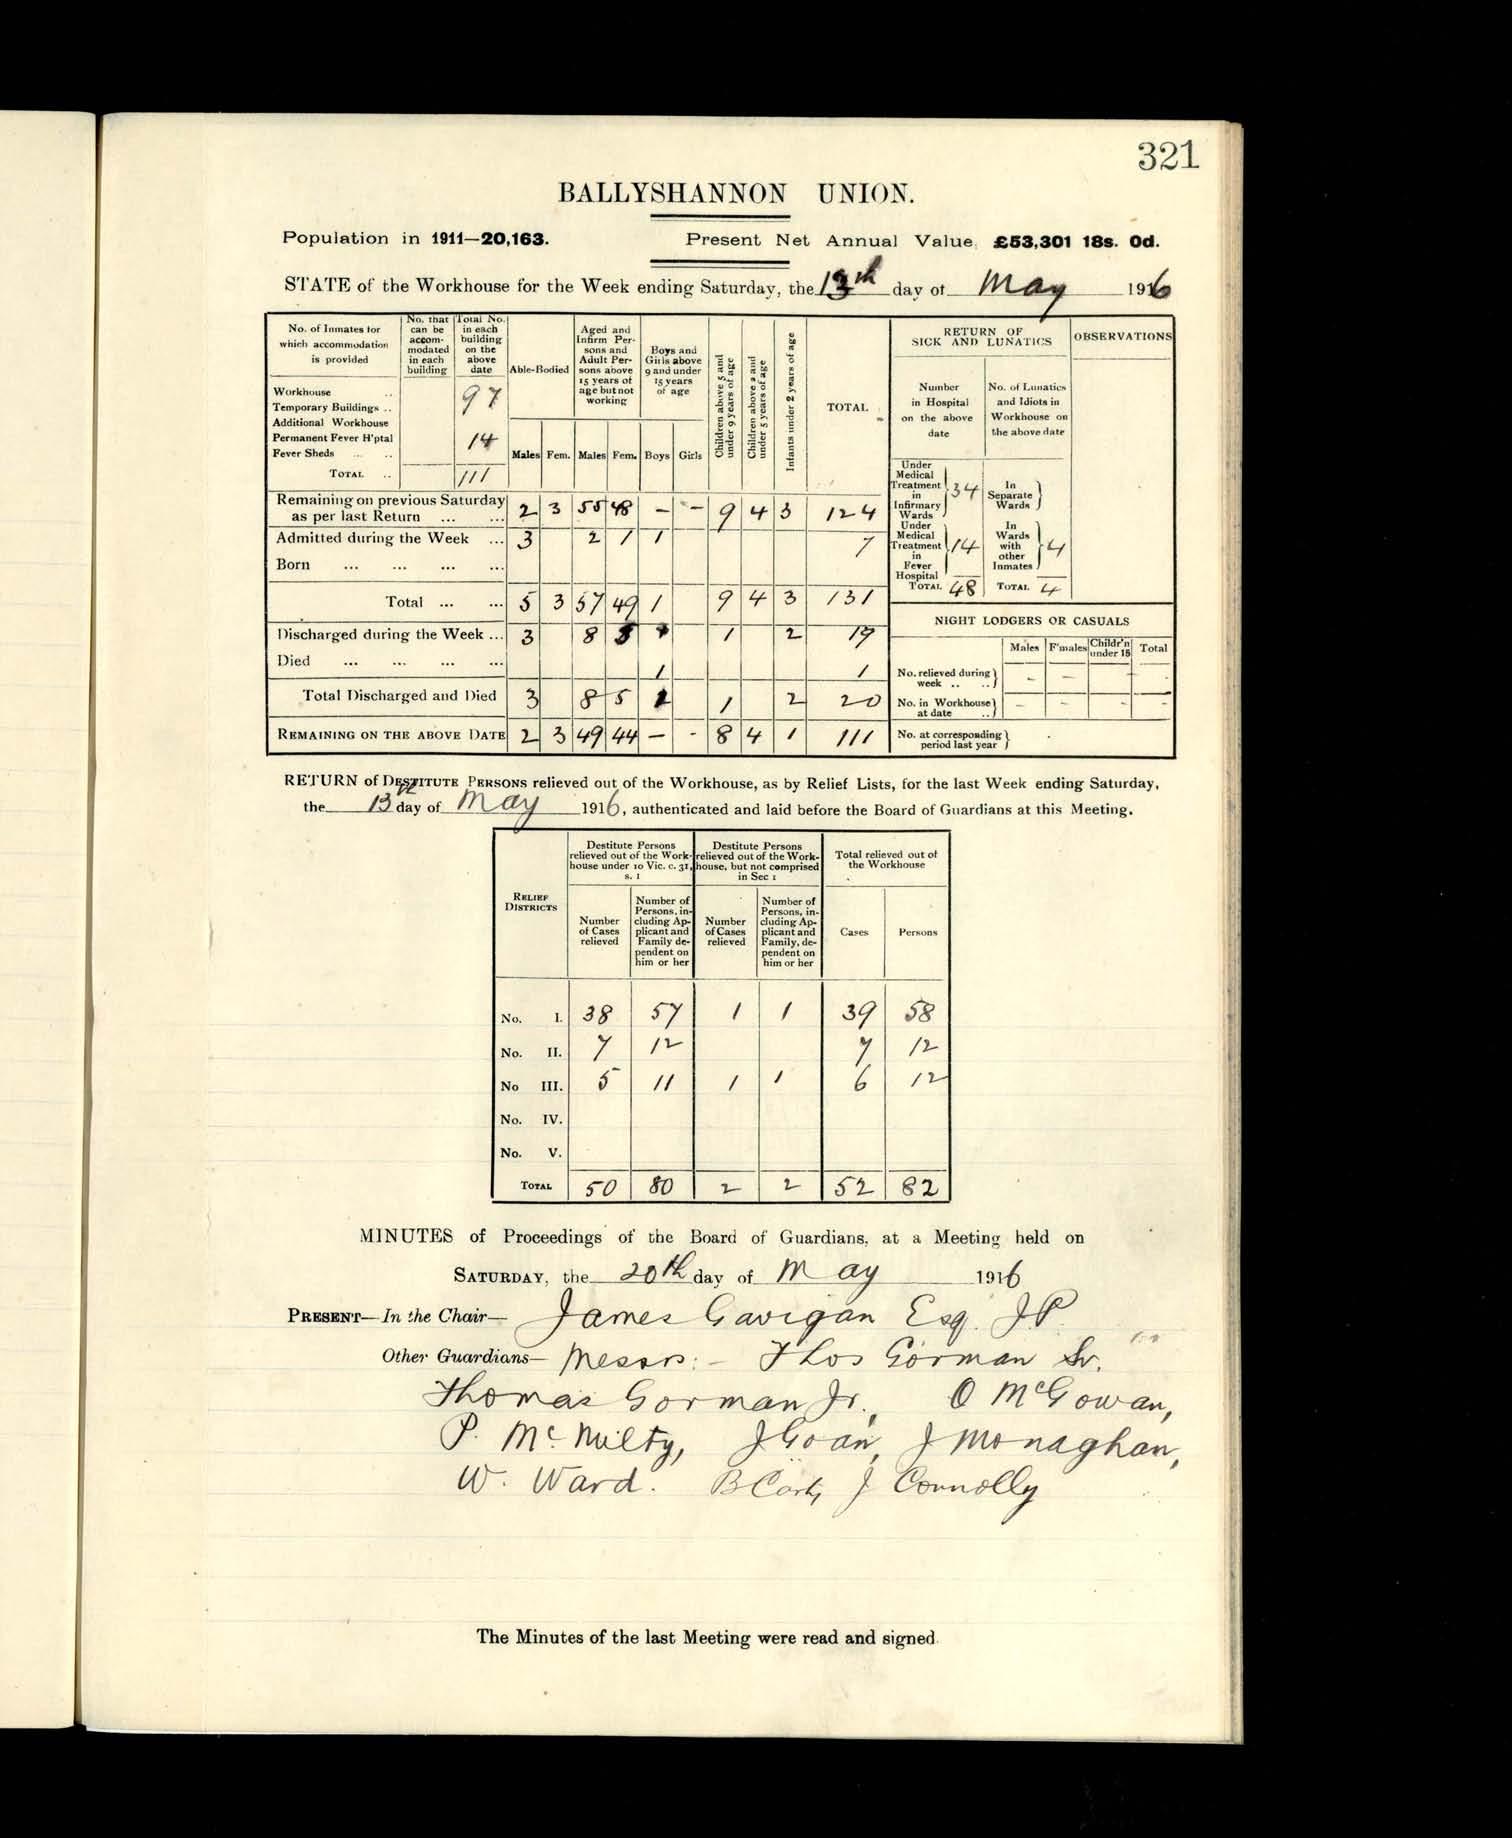 321
BALLYSHANNON UNION.
Population in 1911—20,163. Present Net Annual Value, £53,301 18s. 0d.
STATE of the Workhouse for the Week ending Saturday, the 13th day of May 1916
No. of Inmates for which accommodation is provided | No. that can be accommodated in each building | Total No. in each building on the above date | Able-Bodied | Aged and Infirm Persons and Adult Persons above 15 years of age but not working | Boys and Girls above 9 and under 15 years of age | Children above 5 and under 9 years of age | Children above 2 and under 5 years of age | Infants under 2 years of age | TOTAL
Males Fem. Males Fem. Boys Girls
Workhouse .. 97
Temporary Buildings ..
Additional Workhouse
Permanent Fever H'ptal 14
Fever Sheds ... ..
TOTAL .. 111
Remaining on previous Saturday as per last Return ... ... 2 3 55 48 – – 9 4 3 124
Admitted during the Week ... 3 2 1 1 7
Born ... ... ... ...
Total ... ... 5 3 57 49 1 9 4 3 131
Discharged during the Week ... 3 8 5 1 2 19
Died ... ... ... ... 1 1
Total Discharged and Died 3 8 5 1 1 2 20
REMAINING ON THE ABOVE DATE 2 3 49 44 – - 8 4 1 111
RETURN OF SICK AND LUNATICS
OBSERVATIONS
Number in Hospital on the above date | No. of Lunatics and Idiots in Workhouse on the above date
Under Medical Treatment in Infirmary Wards } 34 In Separate Wards }
Under Medical Treatment in Fever Hospital } 14 In Wards with other Inmates } 4
TOTAL 48 TOTAL 4
NIGHT LODGERS OR CASUALS
Males F'males Childr'n under 15 Total
No. relieved during week .. ..} – – – -
No. in Workhouse at date ..} – - - -
No. at corresponding period last year }
RETURN of DESTITUTE PERSONS relieved out of the Workhouse, as by Relief Lists, for the last Week ending Saturday,
the 13th day of May 1916, authenticated and laid before the Board of Guardians at this Meeting.
RELIEF DISTRICTS | Destitute Persons relieved out of the Workhouse under 10 Vic. c. 31, s. 1 | Destitute Persons relieved out of the Workhouse, but not comprised in Sec 1 | Total relieved out of the Workhouse
Number of Cases relieved | Number of Persons, including Applicant and Family dependent on him or her | Number of Cases relieved | Number of Persons, including Applicant and Family, dependent on him or her | Cases | Persons
No. I. 38 57 1 1 39 58
No. II. 7 12 7 12
No III. 5 11 1 1 6 12
No. IV.
No. V.
TOTAL 50 80 2 2 52 82
MINUTES of Proceedings of the Board of Guardians, at a Meeting held on
SATURDAY, the 20th day of May 1916
PRESENT—In the Chair— James Gavigan Esq. J.P.
Other Guardians— Messrs:- Thos Gorman Sr.
Thomas Gorman Jr., O McGowan,
P. McNulty, J Goan, J Monaghan,
W. Ward. B J Connolly
The Minutes of the last Meeting were read and signed.